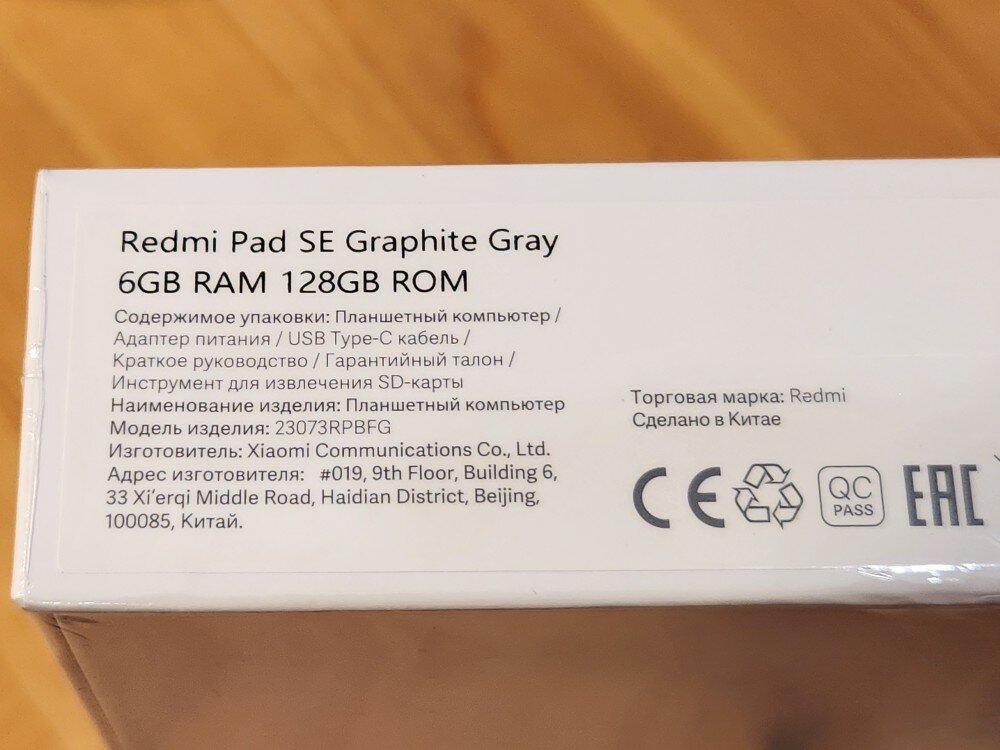 Redmi Pad SE Graphite Gray
6GB RAM 128GB ROM
Содержимое упаковки: Планшетный компьютер /
Адаптер питания / USB Type-C кабель /
Краткое руководство / Гарантийный талон /
Инструмент для извлечения SD-карты
Наименование изделия: Планшетный компьютер
Модель изделия: 23073RPBFG
Изготовитель: Xiaomi Communications Co., Ltd.
Адрес изготовителя: #019, 9th Floor, Building 6,
33 Xi'erqi Middle Road, Haidian District, Beijing,
100085, Китай.
Торговая марка: Redmi
Сделано в Китае
CE
QC
PASS
EAC